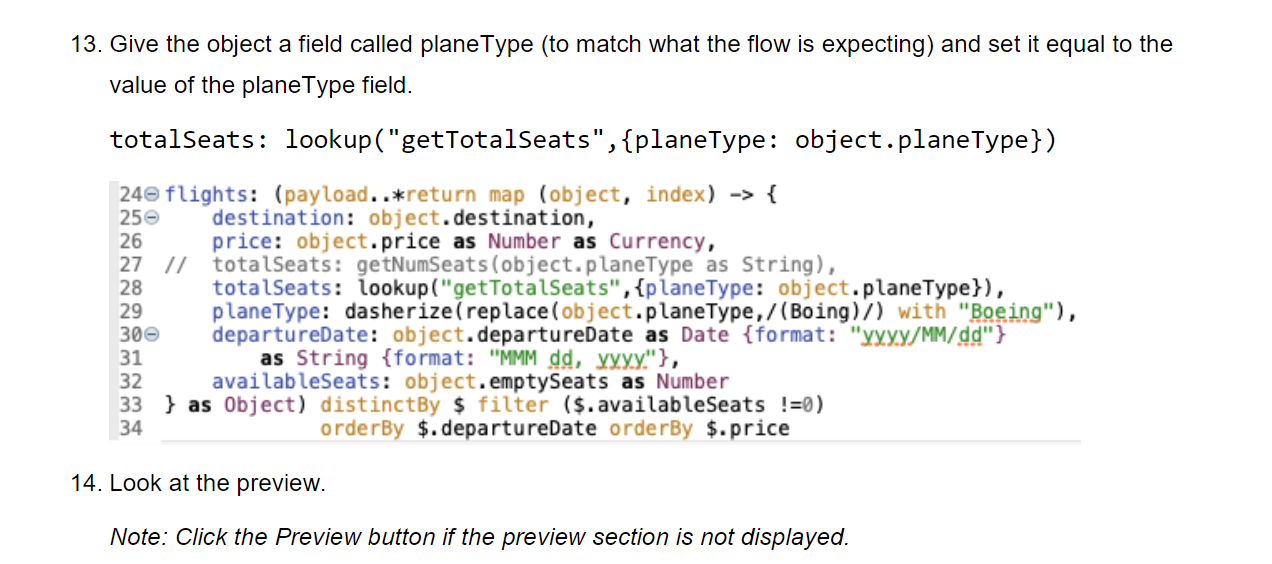 13. Give the object a field called planeType (to match what the flow is expecting) and set it equal to the
value of the planeType field.
totalSeats: lookup("getTotalSeats",{planeType: object.planeType})
24 flights: (payload..*return map (object, index) -> {
25 destination: object.destination,
26 price: object.price as Number as Currency,
27 // totalSeats: getNumSeats(object.planeType as String),
28 totalSeats: lookup("getTotalSeats",{planeType: object.planeType}),
29 planeType: dasherize(replace(object.planeType,/(Boing)/) with "Boeing"),
30 departureDate: object.departureDate as Date {format: "yyyy/MM/dd"}
31 as String {format: "MMM dd, yyyy"},
32 availableSeats: object.emptySeats as Number
33 } as Object) distinctBy $ filter ($.availableSeats !=0)
34 orderBy $.departureDate orderBy $.price
14. Look at the preview.
Note: Click the Preview button if the preview section is not displayed.